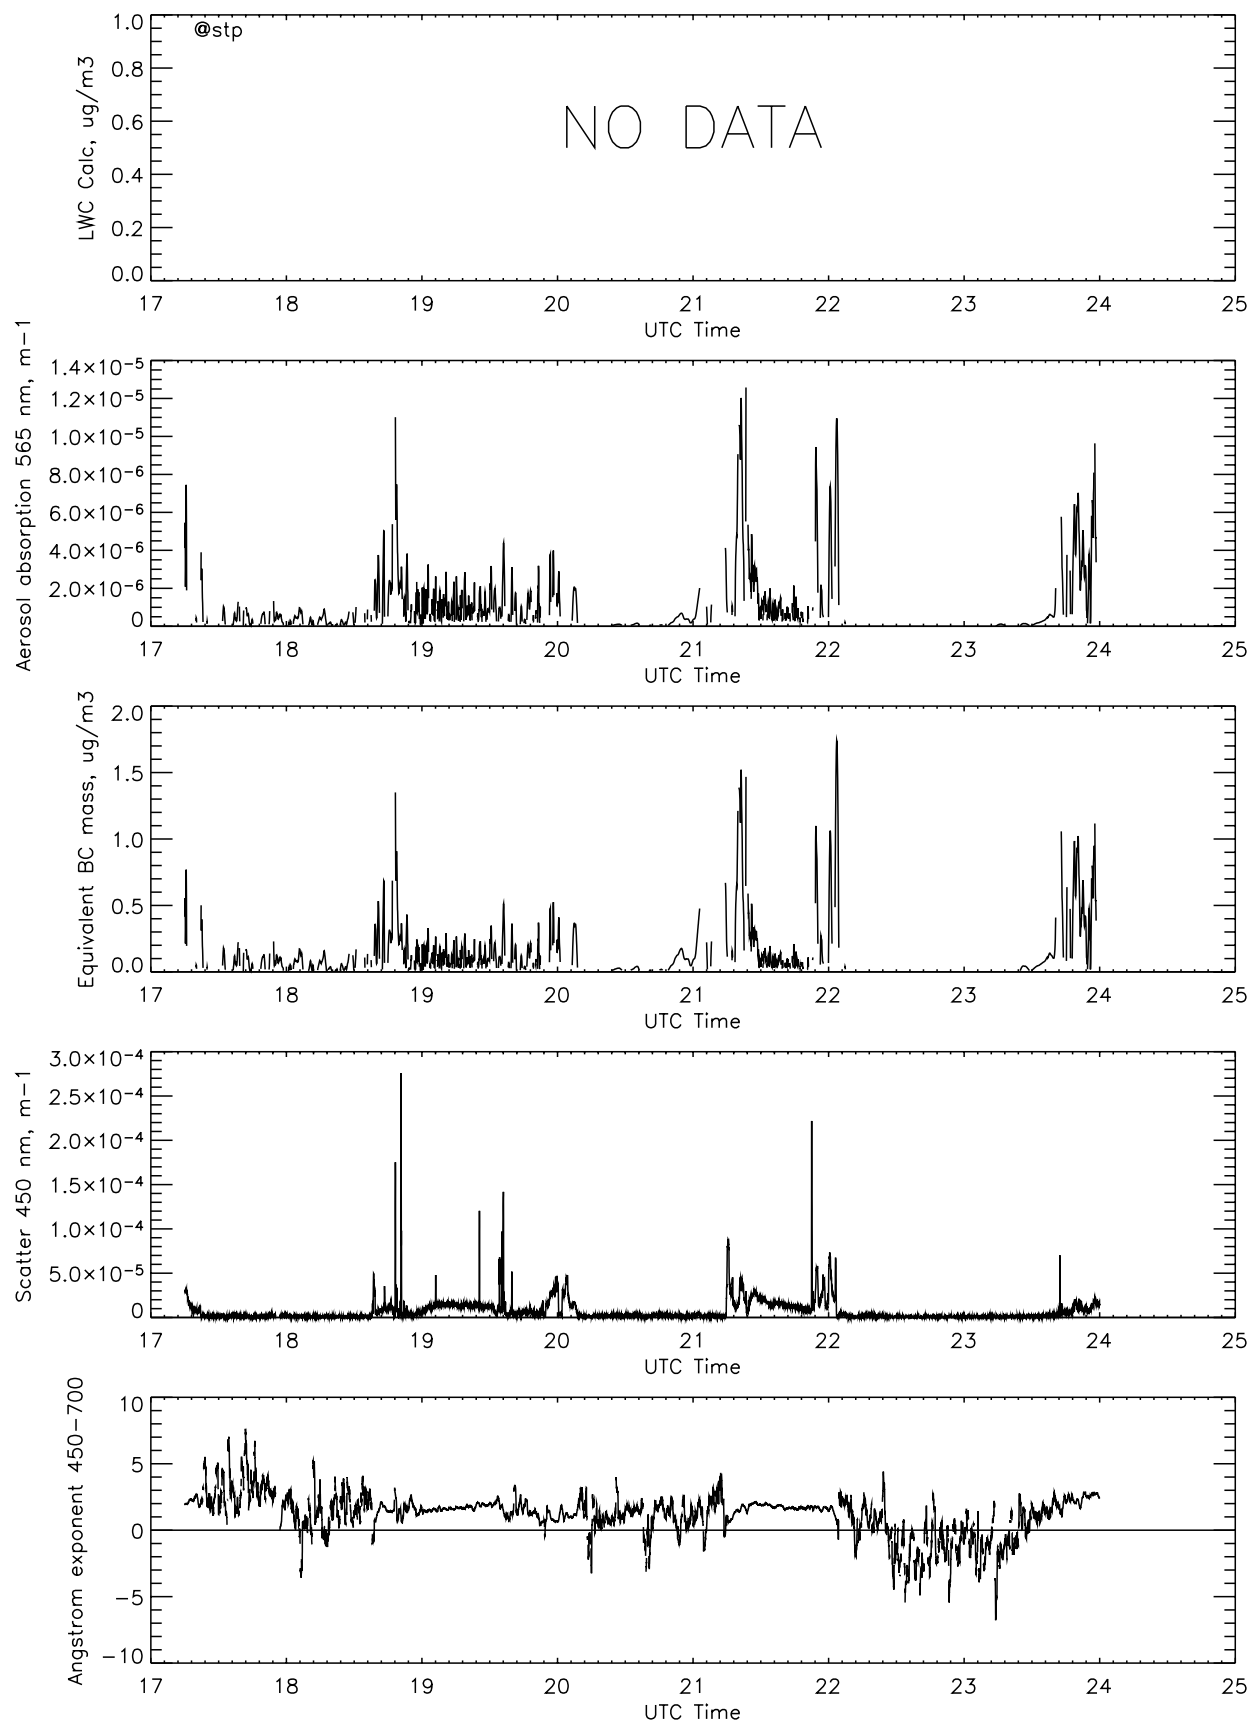 1.0
@stp
0.8
0.6
NO DATA
0.4
0.2
0.0
LWC Calc, ug/m3
17 18 19 20 21 22 23 24 25
UTC Time
1.4×10⁻⁵
1.2×10⁻⁵
1.0×10⁻⁵
8.0×10⁻⁶
6.0×10⁻⁶
4.0×10⁻⁶
2.0×10⁻⁶
0
Aerosol absorption 565 nm, m−1
17 18 19 20 21 22 23 24 25
UTC Time
2.0
1.5
1.0
0.5
0.0
Equivalent BC mass, ug/m3
17 18 19 20 21 22 23 24 25
UTC Time
3.0×10⁻⁴
2.5×10⁻⁴
2.0×10⁻⁴
1.5×10⁻⁴
1.0×10⁻⁴
5.0×10⁻⁵
0
Scatter 450 nm, m−1
17 18 19 20 21 22 23 24 25
UTC Time
10
5
0
−5
−10
Angstrom exponent 450−700
17 18 19 20 21 22 23 24 25
UTC Time